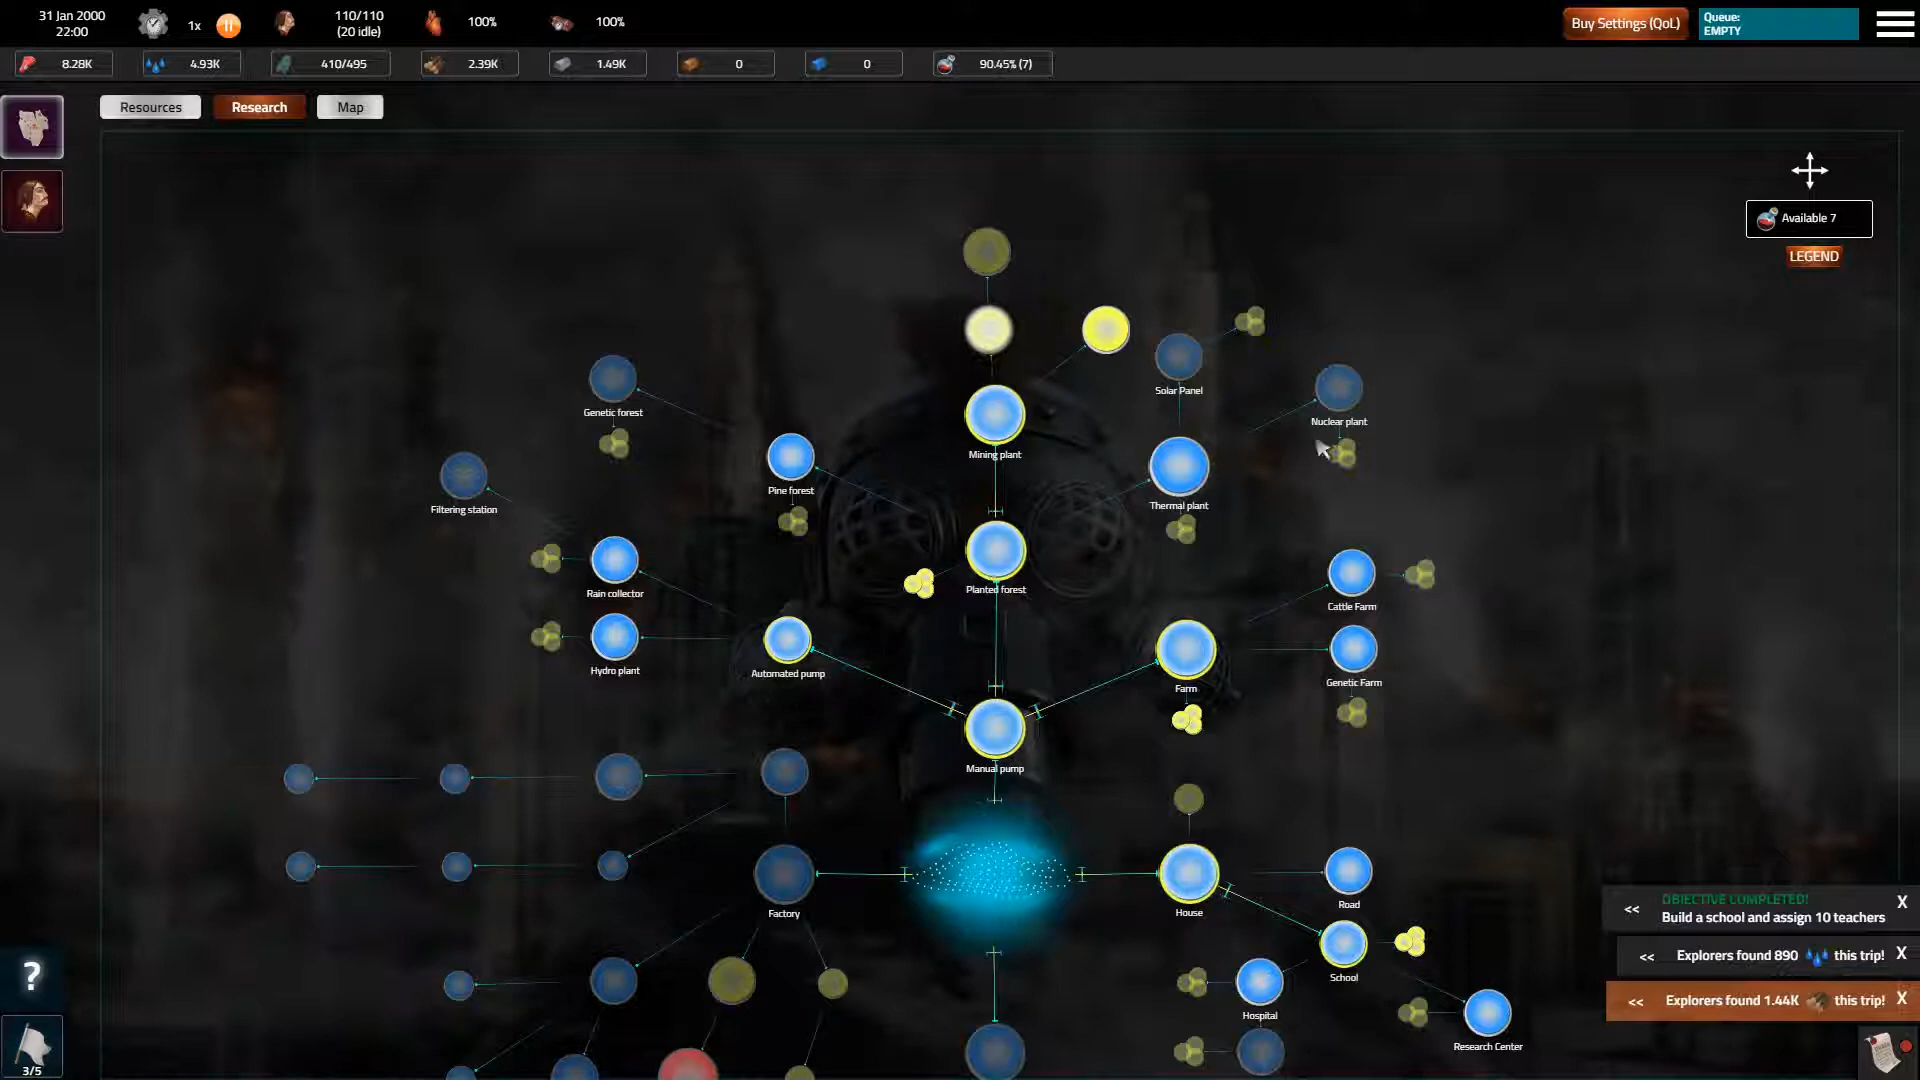 31 Jan 2000
22:00
1x
110/110
(20 idle)
100%
100%
Buy Settings (QoL)
Queue:
EMPTY
8.28K
4.93K
410/495
2.39K
1.49K
0
0
90.45% (7)
Resources
Research
Map
Available 7
LEGEND
Solar Panel
Genetic forest
Nuclear plant
Mining plant
Pine forest
Thermal plant
Filtering station
Planted forest
Rain collector
Cattle Farm
Hydro plant
Automated pump
Farm
Genetic Farm
Manual pump
Factory
House
Road
<< OBJECTIVE COMPLETED! X
Build a school and assign 10 teachers
<< Explorers found 890 this trip! X
School
<< Explorers found 1.44K this trip! X
Hospital
Research Center
?
3/5